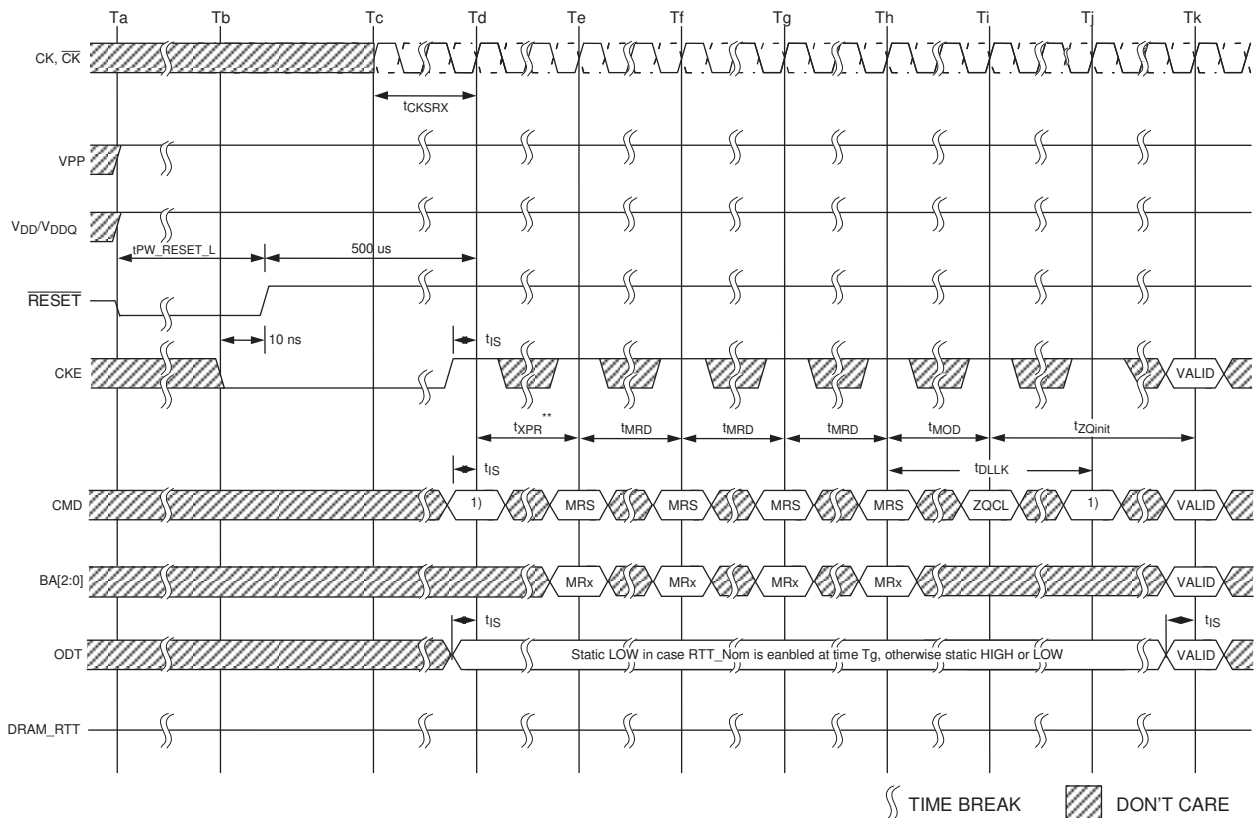 Ta Tb Tc Td Te Tf Tg Th Ti Tj Tk
CK, CK
tCKSRX
VPP
VDD/VDDQ
tPW_RESET_L 500 us
RESET
10 ns tIS
CKE VALID
tXPR** tMRD tMRD tMRD tMOD tZQinit
tIS tDLLK
CMD 1) MRS MRS MRS MRS ZQCL 1) VALID
BA[2:0] MRx MRx MRx MRx VALID
tIS tIS
ODT Static LOW in case RTT_Nom is eanbled at time Tg, otherwise static HIGH or LOW VALID
DRAM_RTT
TIME BREAK DON'T CARE